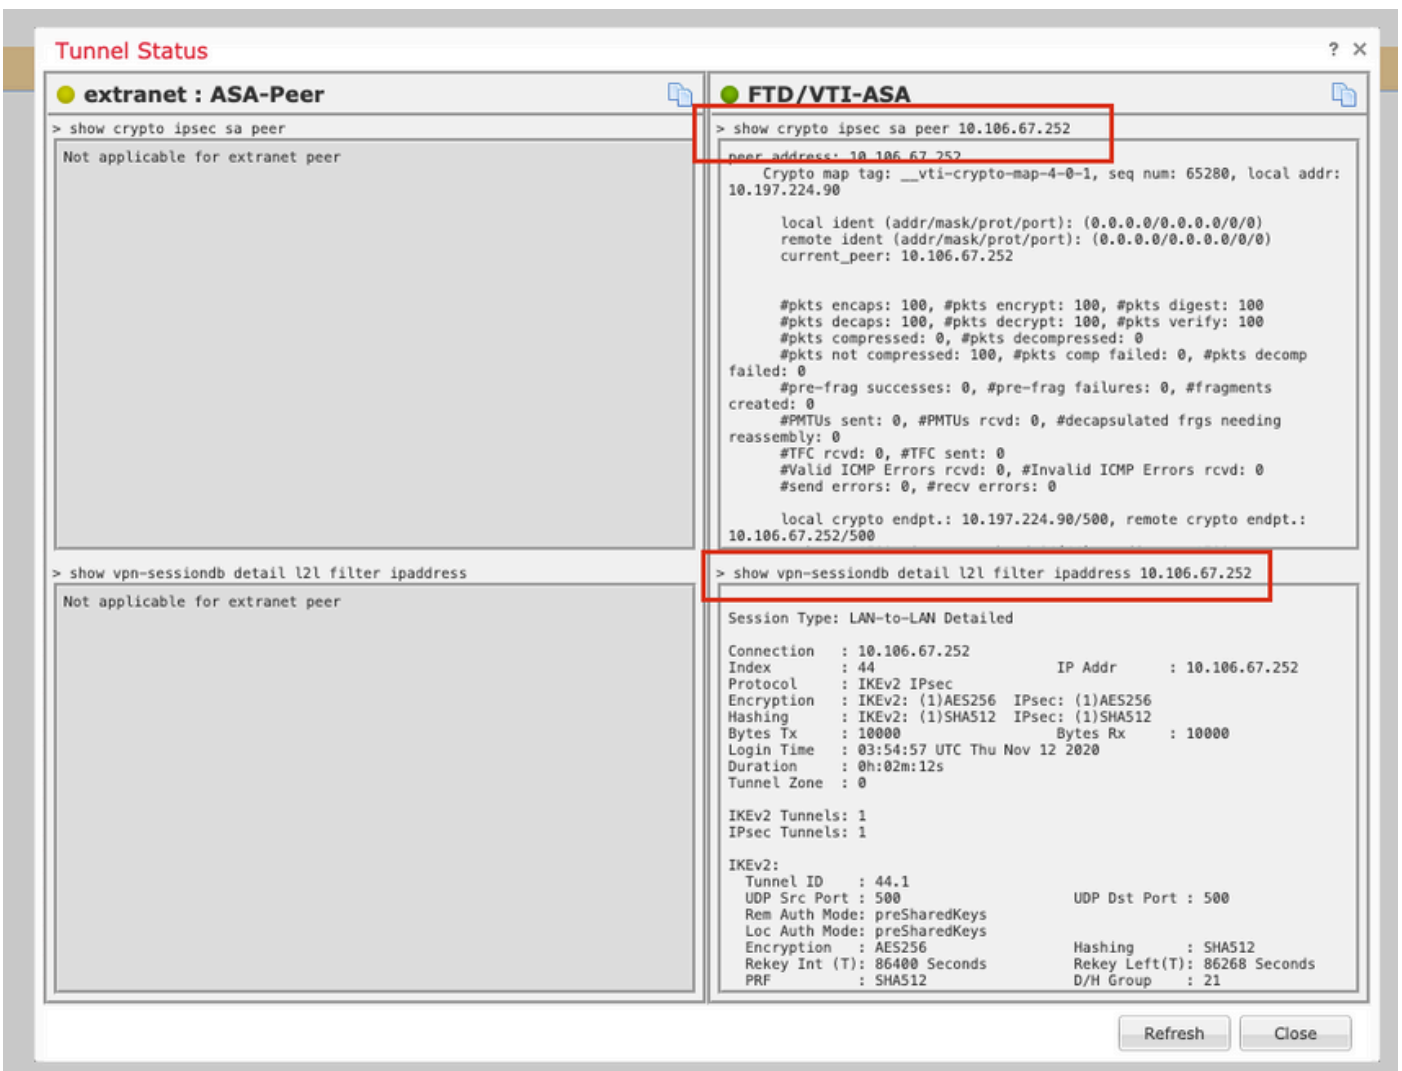 Tunnel Status
? ×
extranet : ASA-Peer
> show crypto ipsec sa peer
Not applicable for extranet peer
> show vpn-sessiondb detail l2l filter ipaddress
Not applicable for extranet peer
FTD/VTI-ASA
> show crypto ipsec sa peer 10.106.67.252
peer address: 10.106.67.252
Crypto map tag: __vti-crypto-map-4-0-1, seq num: 65280, local addr:
10.197.224.90
local ident (addr/mask/prot/port): (0.0.0.0/0.0.0.0/0/0)
remote ident (addr/mask/prot/port): (0.0.0.0/0.0.0.0/0/0)
current_peer: 10.106.67.252
#pkts encaps: 100, #pkts encrypt: 100, #pkts digest: 100
#pkts decaps: 100, #pkts decrypt: 100, #pkts verify: 100
#pkts compressed: 0, #pkts decompressed: 0
#pkts not compressed: 100, #pkts comp failed: 0, #pkts decomp
failed: 0
#pre-frag successes: 0, #pre-frag failures: 0, #fragments
created: 0
#PMTUs sent: 0, #PMTUs rcvd: 0, #decapsulated frgs needing
reassembly: 0
#TFC rcvd: 0, #TFC sent: 0
#Valid ICMP Errors rcvd: 0, #Invalid ICMP Errors rcvd: 0
#send errors: 0, #recv errors: 0
local crypto endpt.: 10.197.224.90/500, remote crypto endpt.:
10.106.67.252/500
> show vpn-sessiondb detail l2l filter ipaddress 10.106.67.252
Session Type: LAN-to-LAN Detailed
Connection : 10.106.67.252
Index : 44 IP Addr : 10.106.67.252
Protocol : IKEv2 IPsec
Encryption : IKEv2: (1)AES256 IPsec: (1)AES256
Hashing : IKEv2: (1)SHA512 IPsec: (1)SHA512
Bytes Tx : 10000 Bytes Rx : 10000
Login Time : 03:54:57 UTC Thu Nov 12 2020
Duration : 0h:02m:12s
Tunnel Zone : 0
IKEv2 Tunnels: 1
IPsec Tunnels: 1
IKEv2:
Tunnel ID : 44.1
UDP Src Port : 500 UDP Dst Port : 500
Rem Auth Mode: preSharedKeys
Loc Auth Mode: preSharedKeys
Encryption : AES256 Hashing : SHA512
Rekey Int (T): 86400 Seconds Rekey Left(T): 86268 Seconds
PRF : SHA512 D/H Group : 21
Refresh Close